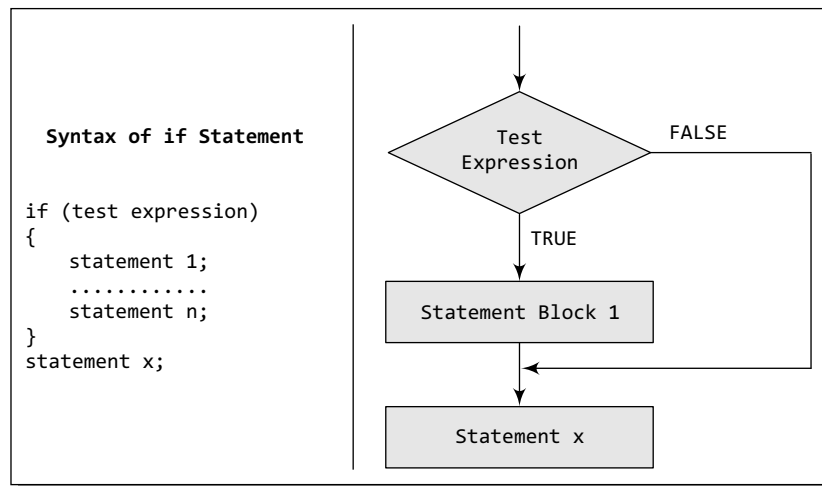 Syntax of if Statement
if (test expression)
{
    statement 1;
    ............
    statement n;
}
statement x;
Test
Expression
FALSE
TRUE
Statement Block 1
Statement x